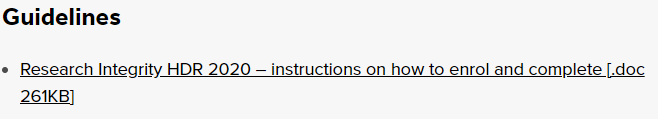 Guidelines
Research Integrity HDR 2020 – instructions on how to enrol and complete [.doc
261KB]